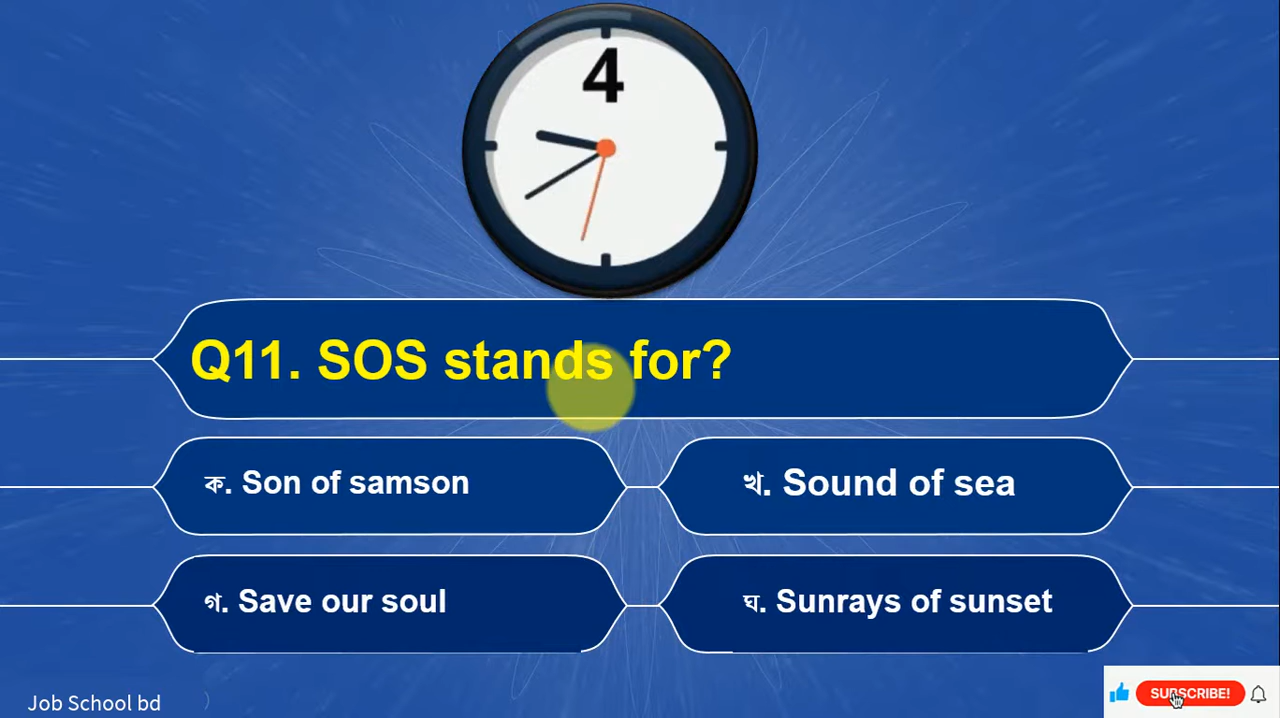 4
Q11. SOS stands for?
ক. Son of samson
খ. Sound of sea
গ. Save our soul
ঘ. Sunrays of sunset
Job School bd
SUBSCRIBE!